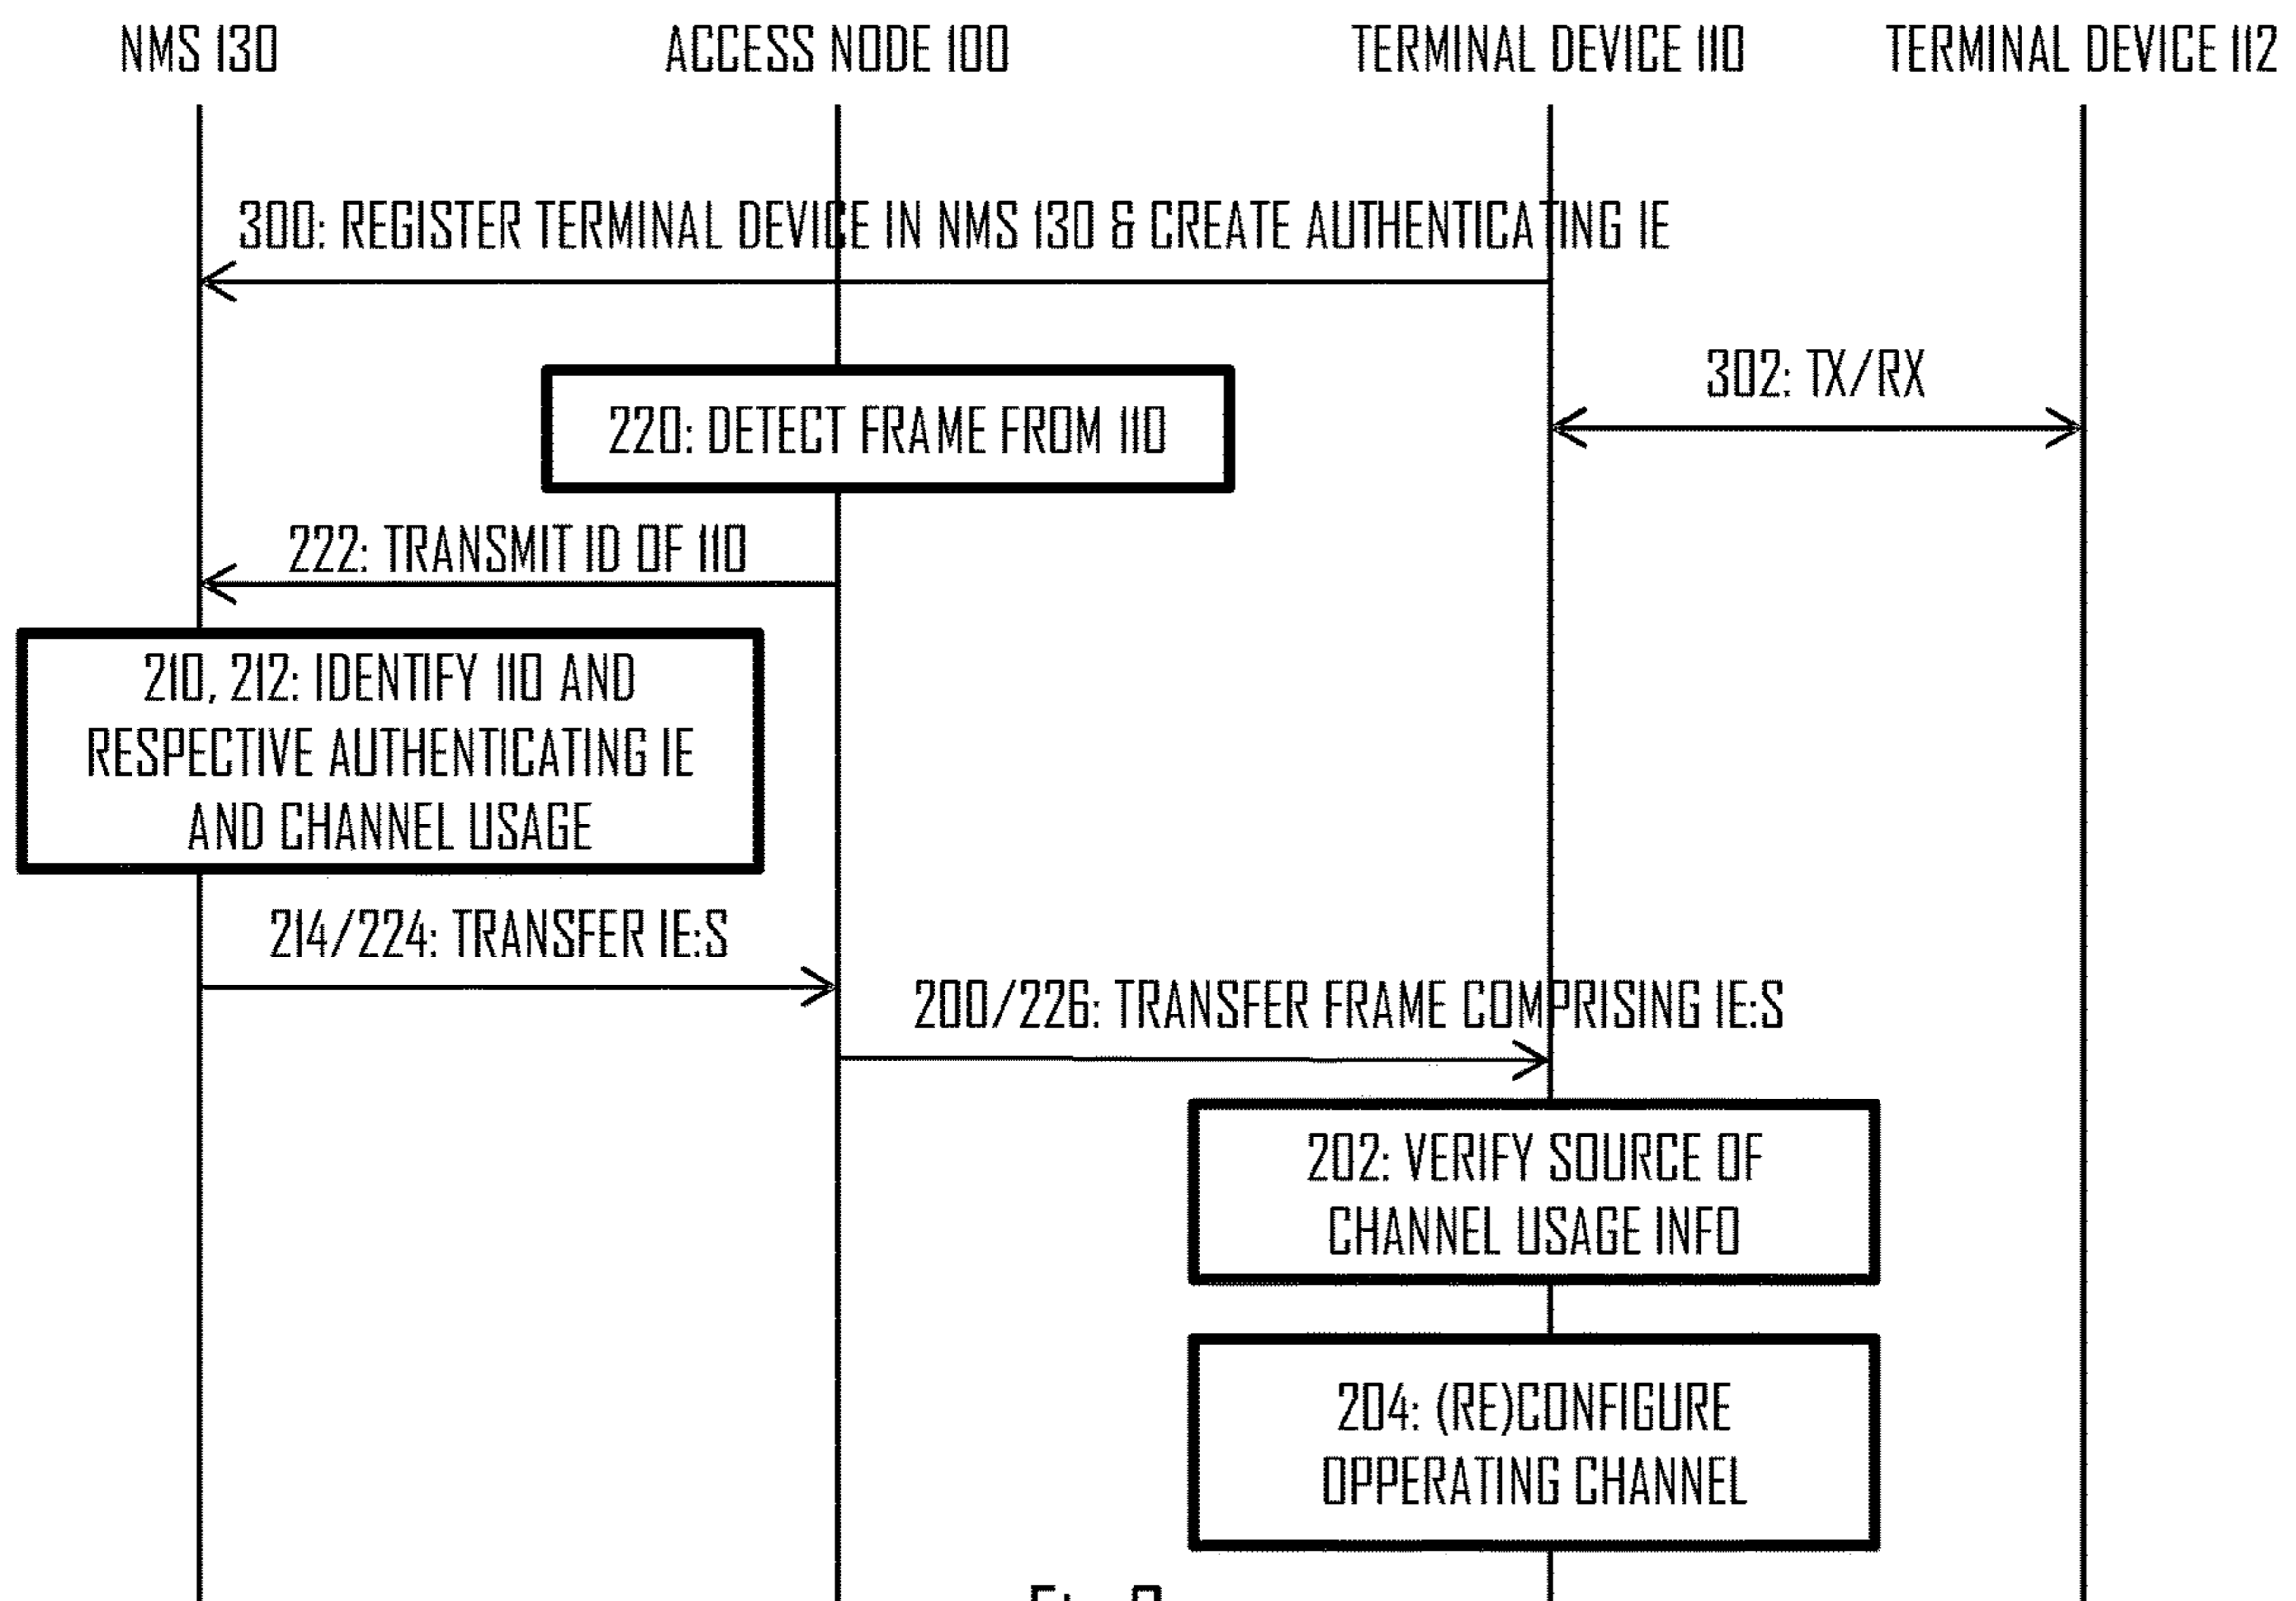 NMS 130
ACCESS NODE 100
TERMINAL DEVICE 110
TERMINAL DEVICE 112
300: REGISTER TERMINAL DEVICE IN NMS 130 & CREATE AUTHENTICATING IE
302: TX/RX
220: DETECT FRAME FROM 110
222: TRANSMIT ID OF 110
210, 212: IDENTIFY 110 AND
RESPECTIVE AUTHENTICATING IE
AND CHANNEL USAGE
214/224: TRANSFER IE:S
200/226: TRANSFER FRAME COMPRISING IE:S
202: VERIFY SOURCE OF
CHANNEL USAGE INFO
204: (RE)CONFIGURE
OPPERATING CHANNEL